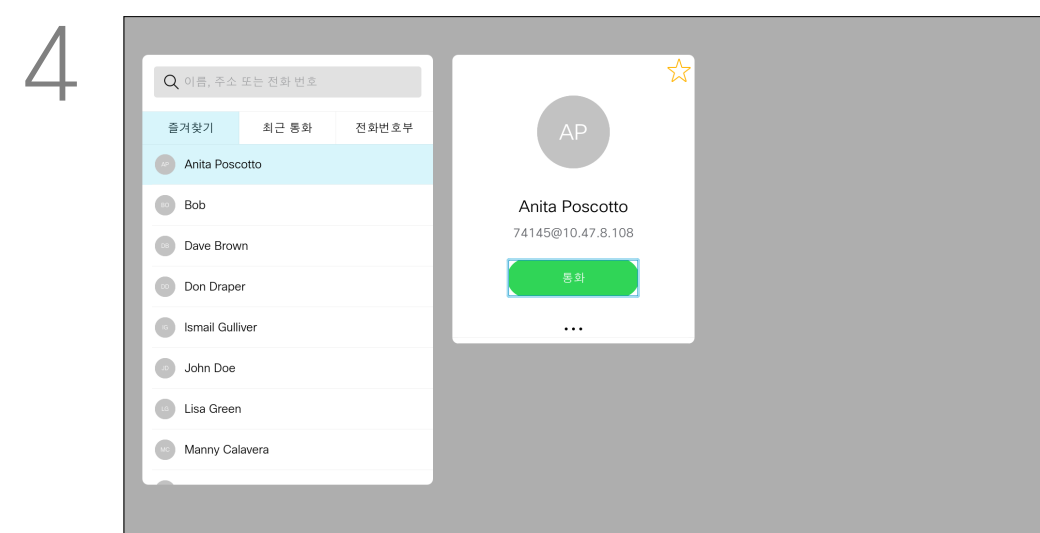 4
이름, 주소 또는 전화 번호
즐겨찾기 최근 통화 전화번호부
AP Anita Poscotto
Bob
Dave Brown
Don Draper
Ismail Gulliver
John Doe
Lisa Green
MC Manny Calavera
AP
Anita Poscotto
74145@10.47.8.108
통화